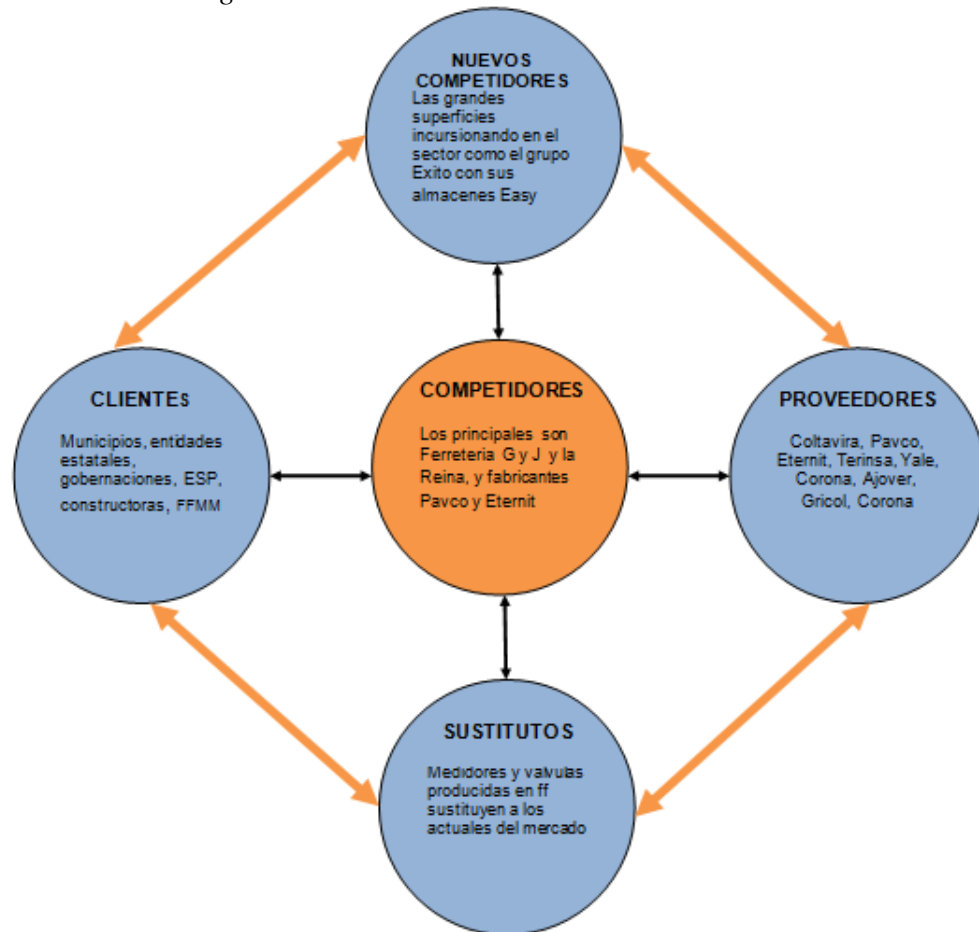 NUEVOS
COMPETIDORES
Las grandes
superficies
incursionando en el
sector como el grupo
Exito con sus
almacenes Easy
CLIENTEs
Municipios, entidades
estatales,
gobernaciones, ESP,
constructoras, FFMM
COMPETIDORES
Los principales son
Ferreteria G y J y la
Reina, y fabricantes
Pavco y Eternit
PROVEEDORES
Coltavira, Pavco,
Eternit, Terinsa, Yale,
Corona, Ajover,
Gricol, Corona
SUSTITUTOS
Medidores y valvulas
producidas en ff
sustituyen a los
actuales del mercado